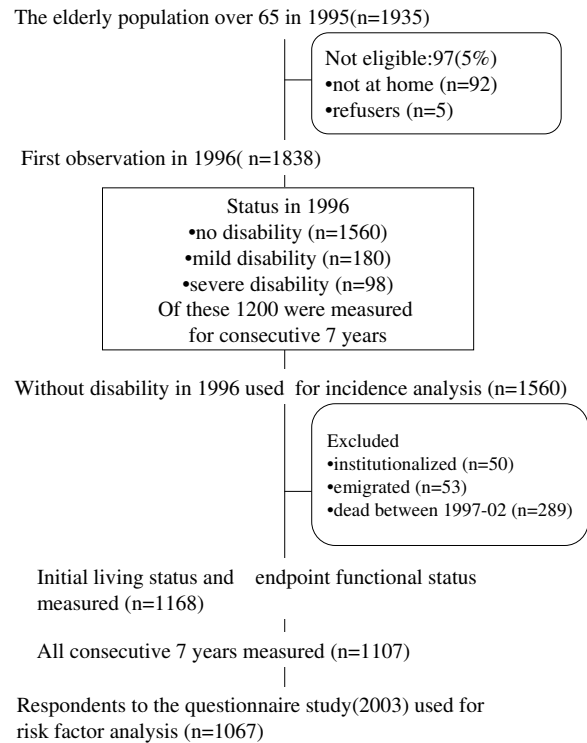 The elderly population over 65 in 1995(n=1935)
Not eligible:97(5%)
•not at home (n=92)
•refusers (n=5)
First observation in 1996( n=1838)
Status in 1996
•no disability (n=1560)
•mild disability (n=180)
•severe disability (n=98)
Of these 1200 were measured
for consecutive 7 years
Without disability in 1996 used for incidence analysis (n=1560)
Excluded
•institutionalized (n=50)
•emigrated (n=53)
•dead between 1997-02 (n=289)
Initial living status and endpoint functional status
measured (n=1168)
All consecutive 7 years measured (n=1107)
Respondents to the questionnaire study(2003) used for
risk factor analysis (n=1067)